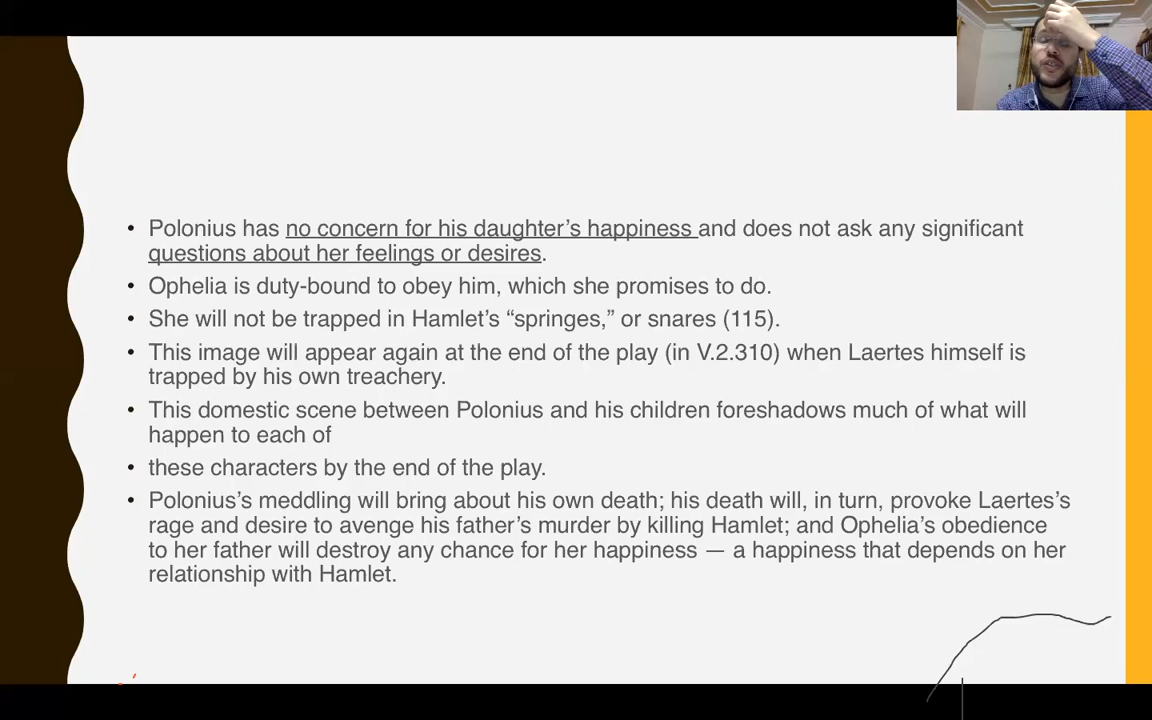 • Polonius has no concern for his daughter’s happiness and does not ask any significant
questions about her feelings or desires.
• Ophelia is duty-bound to obey him, which she promises to do.
• She will not be trapped in Hamlet’s “springes,” or snares (115).
• This image will appear again at the end of the play (in V.2.310) when Laertes himself is
trapped by his own treachery.
• This domestic scene between Polonius and his children foreshadows much of what will
happen to each of
• these characters by the end of the play.
• Polonius’s meddling will bring about his own death; his death will, in turn, provoke Laertes’s
rage and desire to avenge his father’s murder by killing Hamlet; and Ophelia’s obedience
to her father will destroy any chance for her happiness — a happiness that depends on her
relationship with Hamlet.